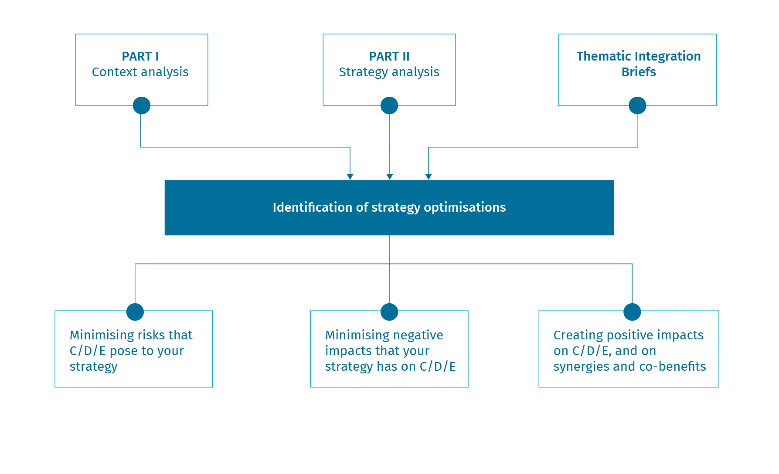 PART I
Context analysis
PART II
Strategy analysis
Thematic Integration
Briefs
Identification of strategy optimisations
Minimising risks that
C/D/E pose to your
strategy
Minimising negative
impacts that your
strategy has on C/D/E
Creating positive impacts
on C/D/E, and on
synergies and co-benefits